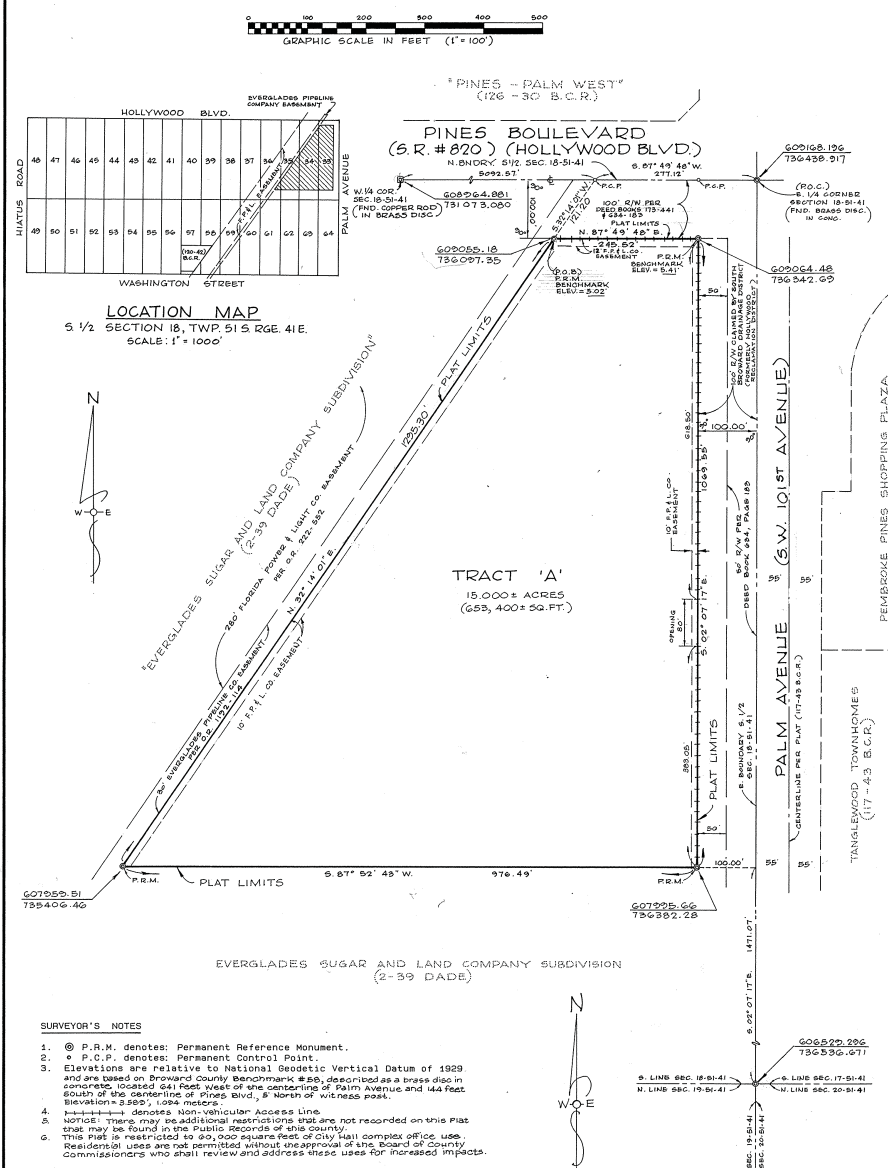 0 100 200 300 400 500
GRAPHIC SCALE IN FEET (1"=100')
"PINES - PALM WEST"
(126-30 B.C.R.)
PINES BOULEVARD
(S.R. #820) (HOLLYWOOD BLVD.)
N. BNDRY. S1/2, SEC. 18-51-41
5092.57'
S. 87° 49' 48" W.
277.12'
P.C.P.
P.C.P.
609168.196
736438.917
(P.O.C.)
E. 1/4 CORNER
SECTION 18-51-41
(FND. BRASS DISC.)
IN CONC.
W. 1/4 COR.
SEC. 18-51-41
(FND. COPPER ROD
IN BRASS DISC)
608964.881
731073.080
100.00'
S. 32° 14' 01" W.
121.20'
100' R/W PER
DEED BOOKS 173-441
& 634-183
PLAT LIMITS
N. 87° 49' 48" E.
245.52'
12' F.P.& L. CO.
EASEMENT
609055.18
736097.35
(P.O.B)
P.R.M.
BENCHMARK
ELEV. = 5.02'
P.R.M.
BENCHMARK
ELEV. = 5.41'
609064.48
736342.69
EVERGLADES PIPELINE
COMPANY EASEMENT
HOLLYWOOD BLVD.
HIATUS ROAD
48 47 46 45 44 43 42 41 40 39 38 37 36 35 34 33
F.P.&L. EASEMENT
49 50 51 52 53 54 55 56 57 58 59 60 61 62 63 64
(120-42)
B.C.R.
PALM AVENUE
WASHINGTON STREET
LOCATION MAP
S. 1/2 SECTION 18, TWP. 51 S. RGE. 41 E.
SCALE: 1" = 1000'
N
W E
"EVERGLADES SUGAR AND LAND COMPANY SUBDIVISION"
(2-39 DADE)
280' FLORIDA POWER & LIGHT CO. EASEMENT
PER O.R. 222-552
PLAT LIMITS
1295.30'
N. 32° 14' 01" E.
30' EVERGLADES PIPELINE CO. EASEMENT
PER O.R. 1192-114
10' F.P.& L. CO. EASEMENT
TRACT 'A'
15.000± ACRES
(653,400± SQ.FT.)
50'
100' R/W CLAIMED BY SOUTH
BROWARD DRAINAGE DISTRICT
(FORMERLY HOLLYWOOD
RECLAMATION DISTRICT)
618.50'
100.00'
1069.55'
10' F.P.& L. CO.
EASEMENT
OPENING
80'
S. 02° 07' 17" E.
50' R/W PER
DEED BOOK 634, PAGE 183
PLAT LIMITS
E. BOUNDARY S. 1/2
SEC. 18-51-41
50'
100.00'
PALM AVENUE (S.W. 101ST AVENUE)
55' 55'
55' 55'
CENTERLINE PER PLAT (117-43 B.C.R.)
PEMBROKE PINES SHOPPING PLAZA
TANGLEWOOD TOWNHOMES
(117-43 B.C.R.)
P.R.M.
PLAT LIMITS
S. 87° 52' 43" W. 976.49'
P.R.M.
607959.51
735406.46
607995.66
736382.28
EVERGLADES SUGAR AND LAND COMPANY SUBDIVISION
(2-39 DADE)
1471.07'
S. 02° 07' 17" E.
606529.296
736536.671
S. LINE SEC. 18-51-41
N. LINE SEC. 19-51-41
S. LINE SEC. 17-51-41
N. LINE SEC. 20-51-41
SEC. 19-51-41
SEC. 20-51-41
N
W E
SURVEYOR'S NOTES
1. P.R.M. denotes: Permanent Reference Monument.
2. P.C.P. denotes: Permanent Control Point.
3. Elevations are relative to National Geodetic Vertical Datum of 1929
and are based on Broward County Benchmark #58, described as a brass disc in
concrete, located 641 feet West of the centerline of Palm Avenue and 144 feet
South of the centerline of Pines Blvd., 5' North of witness post.
Elevation = 3.589', 1.094 meters.
4. denotes Non-Vehicular Access Line
5. NOTICE: There may be additional restrictions that are not recorded on this Plat
that may be found in the Public Records of this county.
6. This Plat is restricted to 60,000 square feet of City Hall complex office use.
Residential uses are not permitted without the approval of the Board of County
Commissioners who shall review and address these uses for increased impacts.